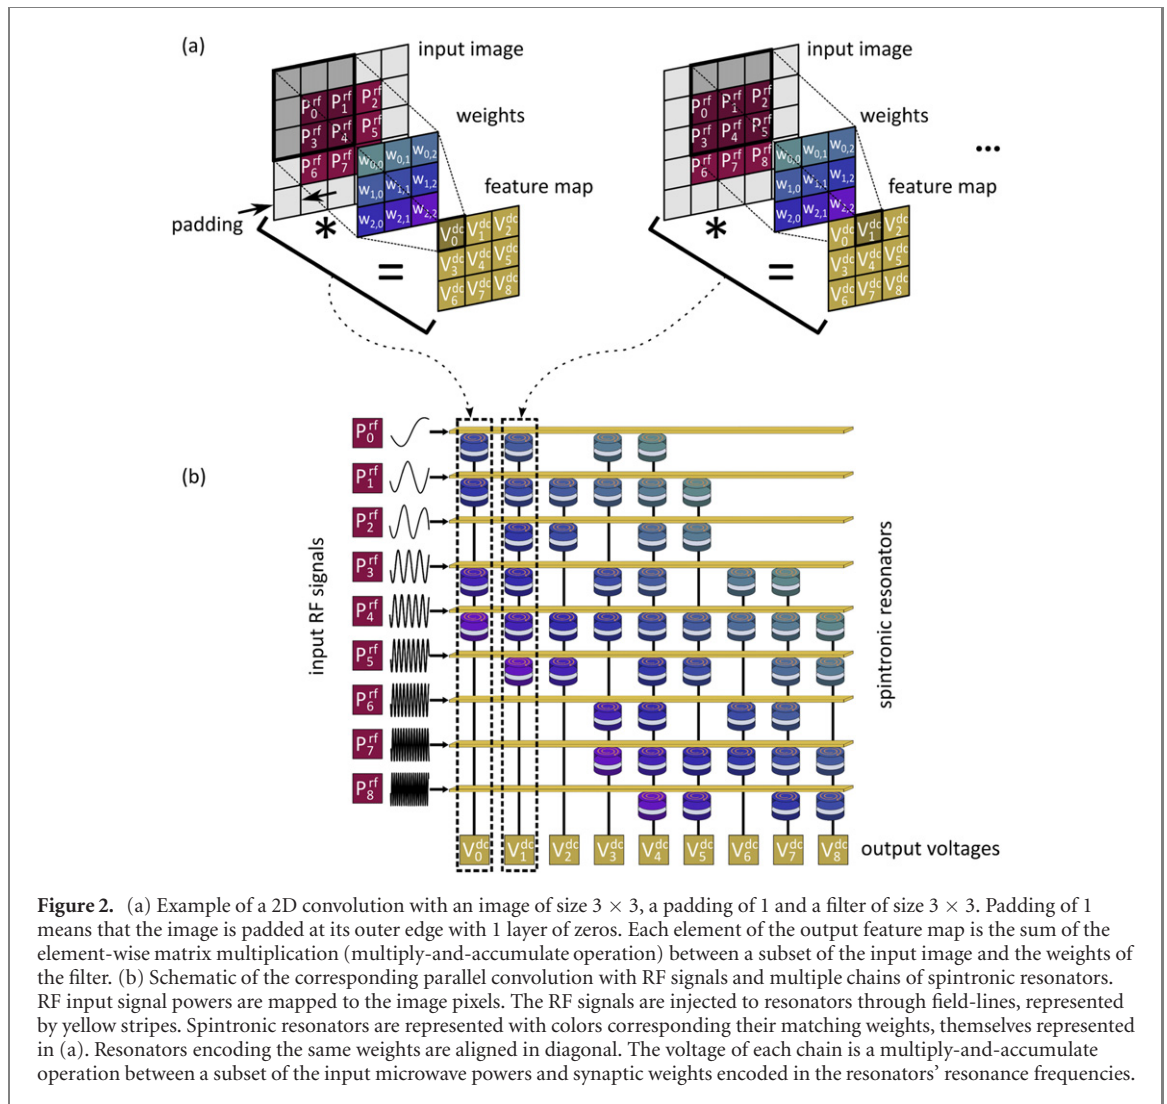 (a)
input image
weights
feature map
padding
P₀ʳᶠ P₁ʳᶠ P₂ʳᶠ
P₃ʳᶠ P₄ʳᶠ P₅ʳᶠ
P₆ʳᶠ P₇ʳᶠ
w₀,₀ w₀,₁ w₀,₂
w₁,₀ w₁,₁ w₁,₂
w₂,₀ w₂,₁ w₂,₂
*
=
V₀ᵈᶜ V₁ᵈᶜ V₂ᵈᶜ
V₃ᵈᶜ V₄ᵈᶜ V₅ᵈᶜ
V₆ᵈᶜ V₇ᵈᶜ V₈ᵈᶜ
input image
weights
feature map
...
P₀ʳᶠ P₁ʳᶠ P₂ʳᶠ
P₃ʳᶠ P₄ʳᶠ P₅ʳᶠ
P₆ʳᶠ P₇ʳᶠ P₈ʳᶠ
w₀,₀ w₀,₁ w₀,₂
w₁,₀ w₁,₁ w₁,₂
w₂,₀ w₂,₁ w₂,₂
*
=
V₀ᵈᶜ V₁ᵈᶜ V₂ᵈᶜ
V₃ᵈᶜ V₄ᵈᶜ V₅ᵈᶜ
V₆ᵈᶜ V₇ᵈᶜ V₈ᵈᶜ
(b)
input RF signals
P₀ʳᶠ
P₁ʳᶠ
P₂ʳᶠ
P₃ʳᶠ
P₄ʳᶠ
P₅ʳᶠ
P₆ʳᶠ
P₇ʳᶠ
P₈ʳᶠ
spintronic resonators
V₀ᵈᶜ V₁ᵈᶜ V₂ᵈᶜ V₃ᵈᶜ V₄ᵈᶜ V₅ᵈᶜ V₆ᵈᶜ V₇ᵈᶜ V₈ᵈᶜ output voltages
Figure 2. (a) Example of a 2D convolution with an image of size 3 × 3, a padding of 1 and a filter of size 3 × 3. Padding of 1
means that the image is padded at its outer edge with 1 layer of zeros. Each element of the output feature map is the sum of the
element-wise matrix multiplication (multiply-and-accumulate operation) between a subset of the input image and the weights of
the filter. (b) Schematic of the corresponding parallel convolution with RF signals and multiple chains of spintronic resonators.
RF input signal powers are mapped to the image pixels. The RF signals are injected to resonators through field-lines, represented
by yellow stripes. Spintronic resonators are represented with colors corresponding their matching weights, themselves represented
in (a). Resonators encoding the same weights are aligned in diagonal. The voltage of each chain is a multiply-and-accumulate
operation between a subset of the input microwave powers and synaptic weights encoded in the resonators' resonance frequencies.